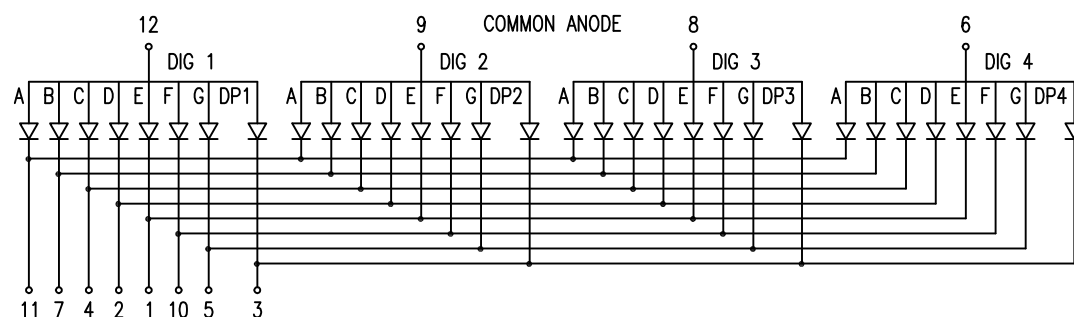 12 9 COMMON ANODE 8 6
DIG 1 DIG 2 DIG 3 DIG 4
A B C D E F G DP1 A B C D E F G DP2 A B C D E F G DP3 A B C D E F G DP4
11 7 4 2 1 10 5 3